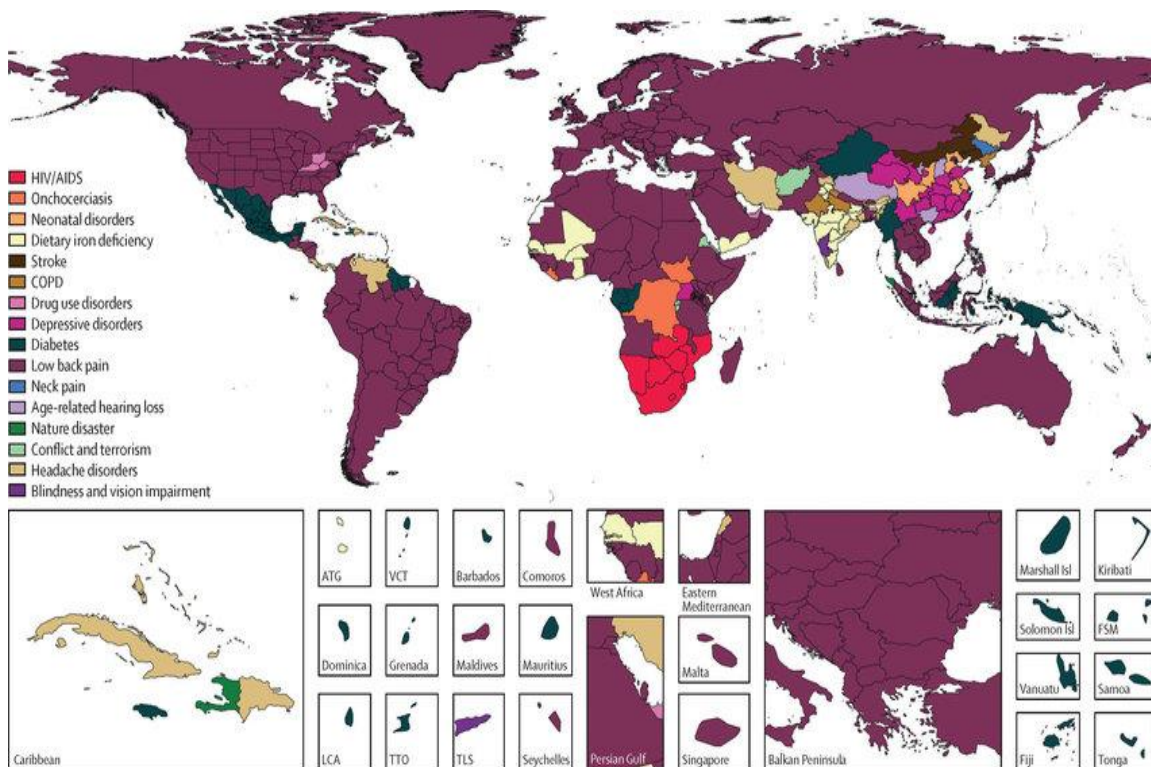 HIV/AIDS
Onchocerciasis
Neonatal disorders
Dietary iron deficiency
Stroke
COPD
Drug use disorders
Depressive disorders
Diabetes
Low back pain
Neck pain
Age-related hearing loss
Nature disaster
Conflict and terrorism
Headache disorders
Blindness and vision impairment
Caribbean
ATG
VCT
Barbados
Comoros
Dominica
Grenada
Maldives
Mauritius
LCA
TTO
TLS
Seychelles
West Africa
Eastern
Mediterranean
Persian Gulf
Malta
Singapore
Balkan Peninsula
Marshall Isl
Kiribati
Solomon Isl
FSM
Vanuatu
Samoa
Fiji
Tonga